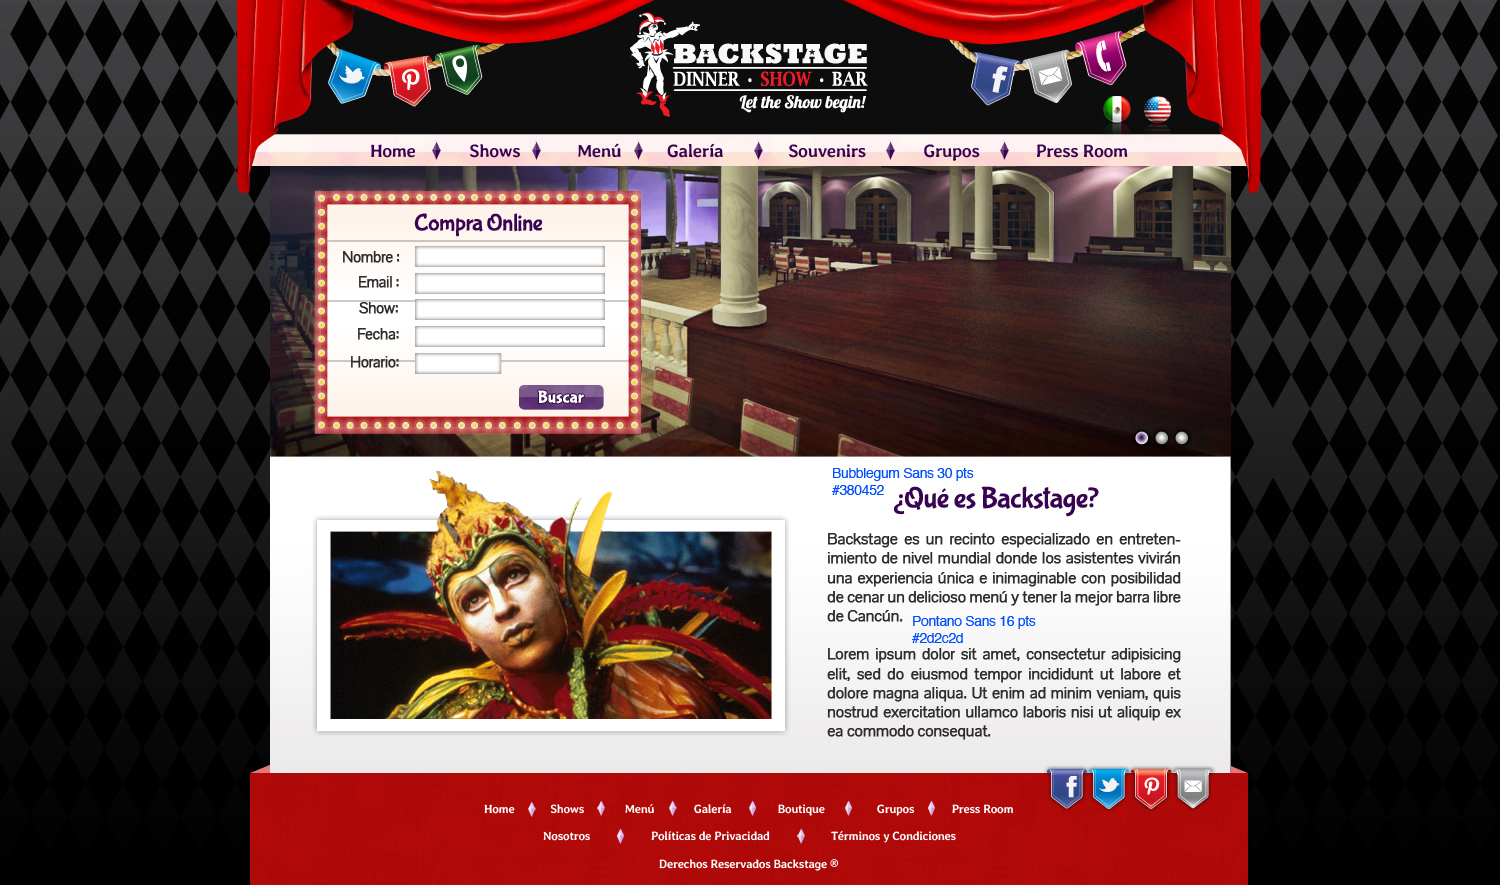 BACKSTAGE
DINNER · SHOW · BAR
Let the Show begin!
Home Shows Menú Galería Souvenirs Grupos Press Room
Compra Online
Nombre :
Email :
Show:
Fecha:
Horario:
Buscar
Bubblegum Sans 30 pts
#380452
¿Qué es Backstage?
Backstage es un recinto especializado en entreten-
imiento de nivel mundial donde los asistentes vivirán
una experiencia única e inimaginable con posibilidad
de cenar un delicioso menú y tener la mejor barra libre
de Cancún.
Pontano Sans 16 pts
#2d2c2d
Lorem ipsum dolor sit amet, consectetur adipisicing
elit, sed do eiusmod tempor incididunt ut labore et
dolore magna aliqua. Ut enim ad minim veniam, quis
nostrud exercitation ullamco laboris nisi ut aliquip ex
ea commodo consequat.
Home Shows Menú Galería Boutique Grupos Press Room
Nosotros Políticas de Privacidad Términos y Condiciones
Derechos Reservados Backstage ®